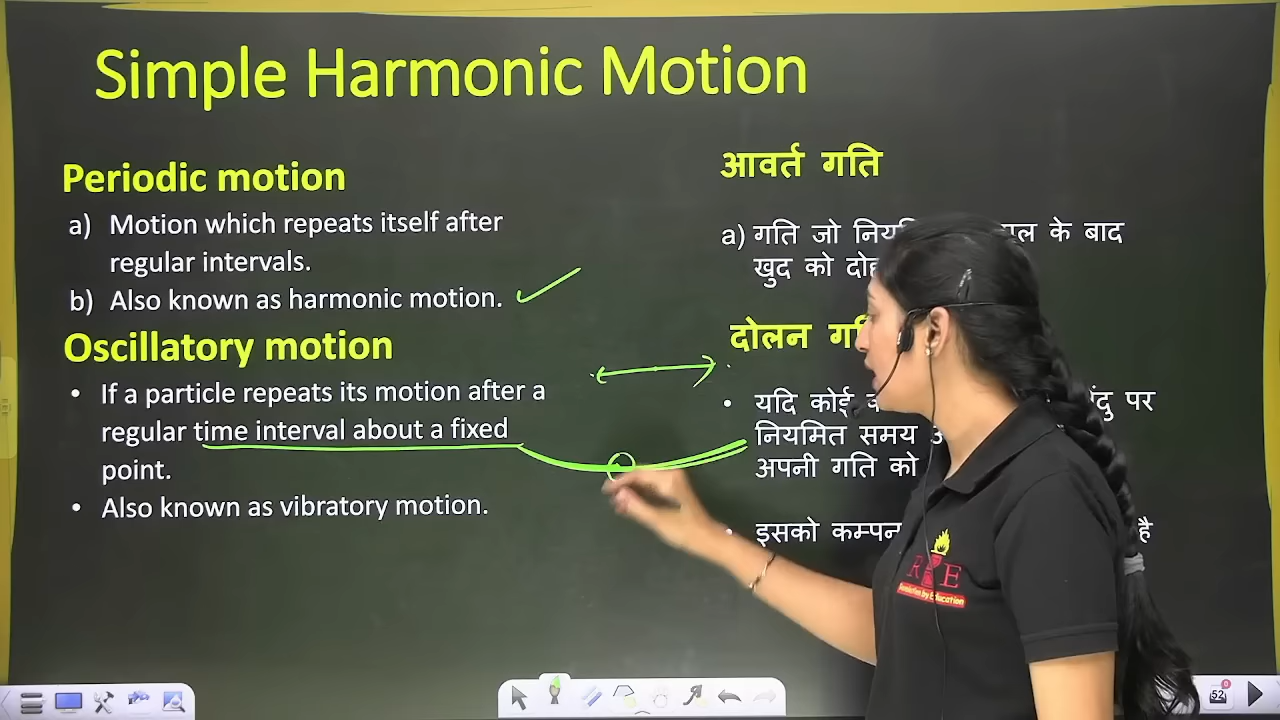 Simple Harmonic Motion
Periodic motion
a) Motion which repeats itself after
regular intervals.
b) Also known as harmonic motion.
Oscillatory motion
• If a particle repeats its motion after a
regular time interval about a fixed
point.
• Also known as vibratory motion.
आवर्त गति
a) गति जो के बाद
खुद को
दोलन
• यदि कोई पर
नियमित समय
अपनी गति को
• इसको है
52